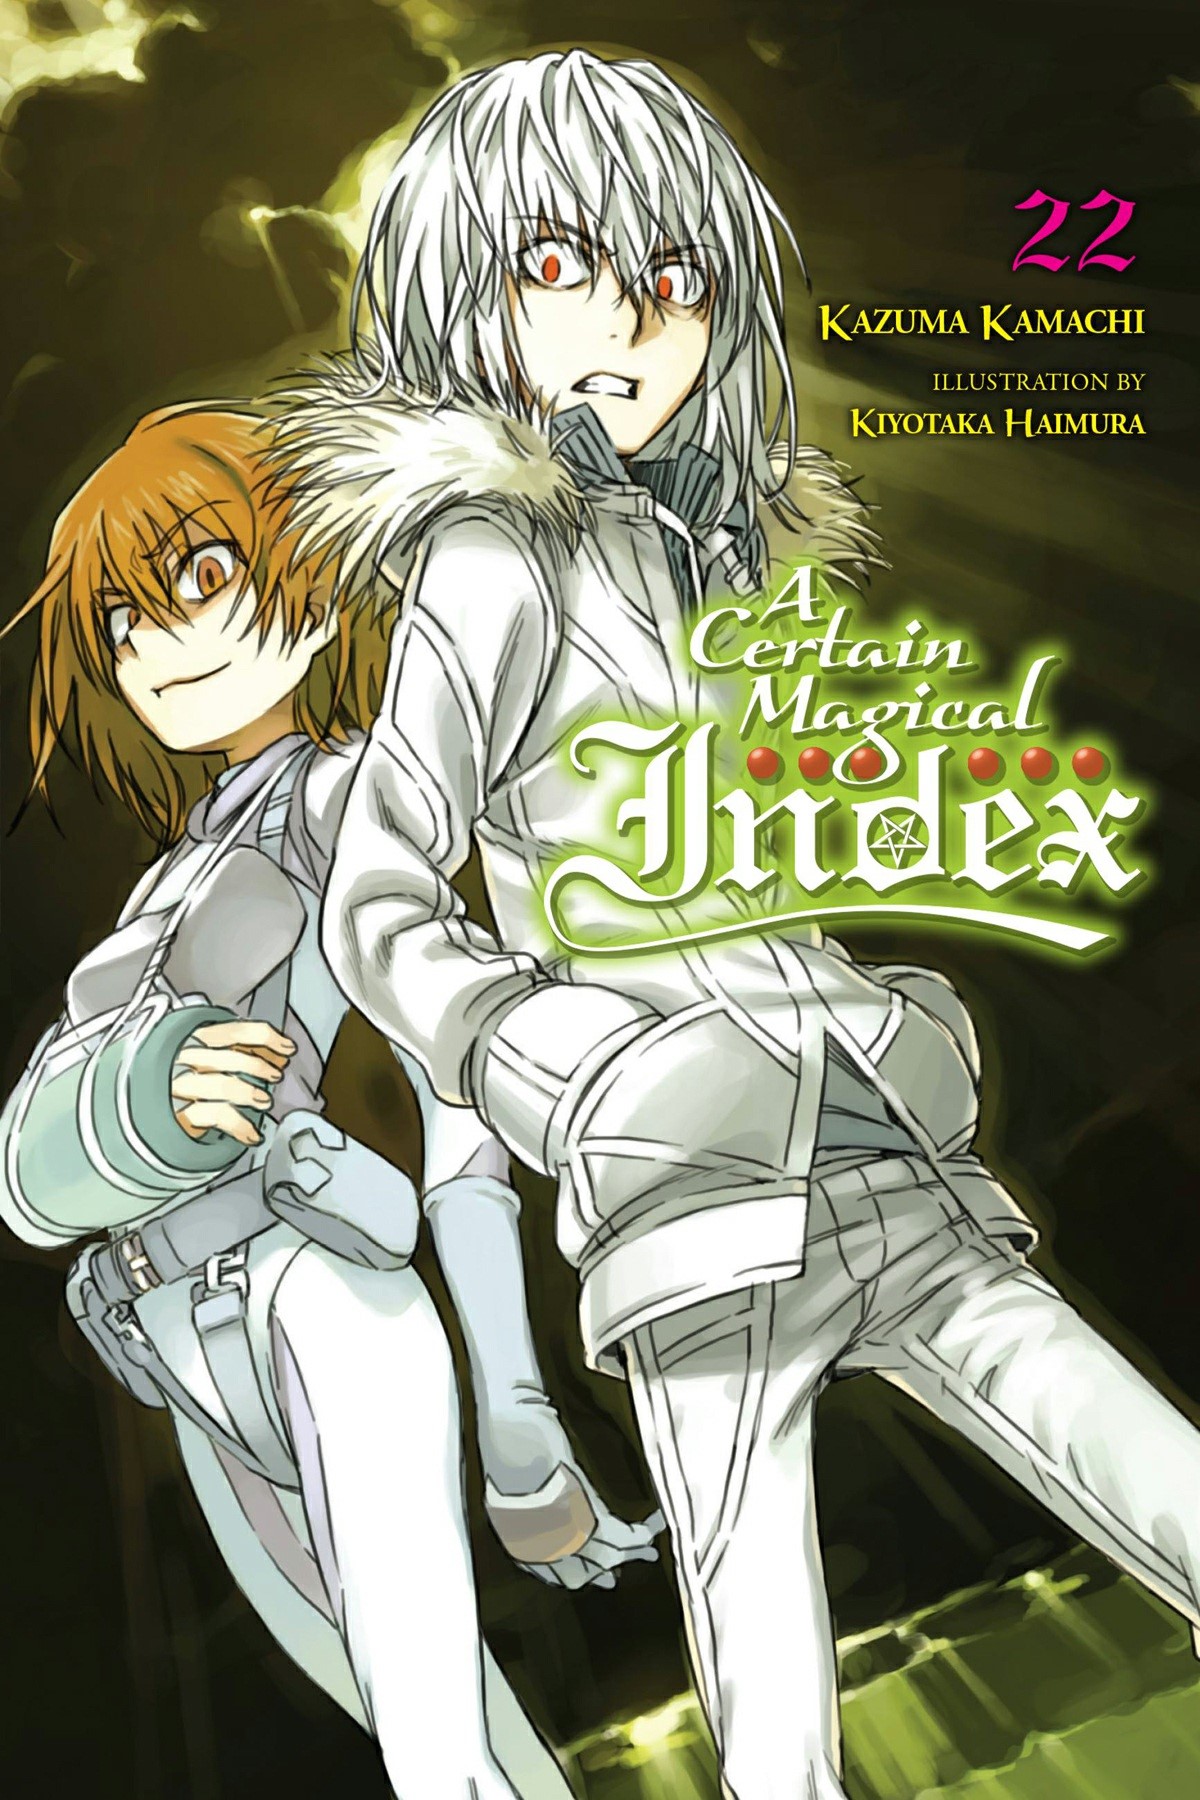 22
KAZUMA KAMACHI
ILLUSTRATION BY
KIYOTAKA HAIMURA
A
Certain
Magical
Index